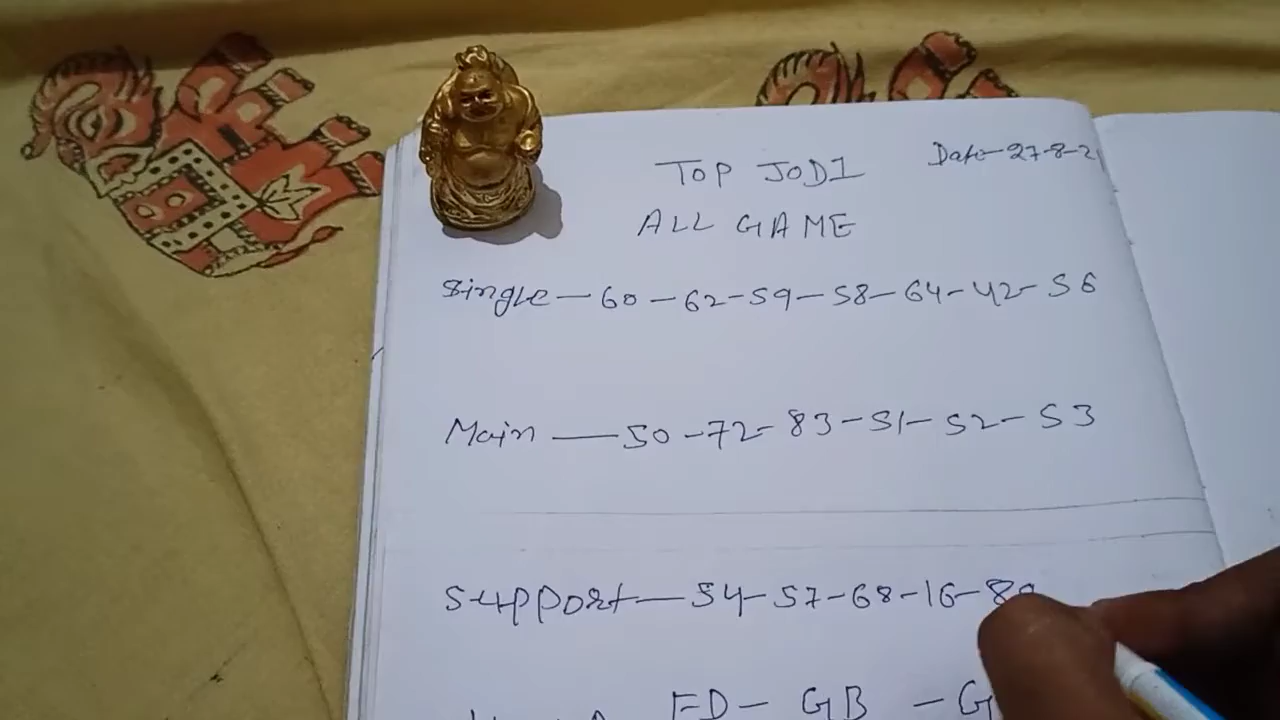 TOP JODI
Date-27-8-2
ALL GAME
Single-60-62-59-58-64-42-56
Main-50-72-83-51-52-53
Support-54-57-68-16-
FD- GB -G